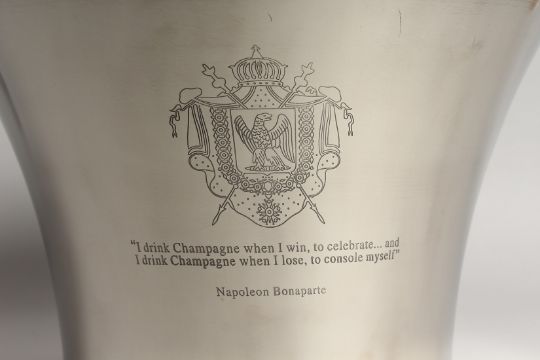 “I drink Champagne when I win, to celebrate... and
I drink Champagne when I lose, to console myself”
Napoleon Bonaparte